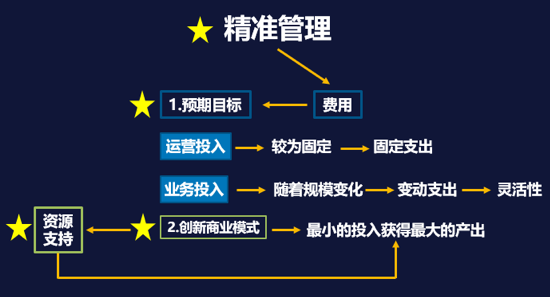 精准管理
1.预期目标 费用
运营投入 较为固定 固定支出
业务投入 随着规模变化 变动支出 灵活性
资源
支持
2.创新商业模式 最小的投入获得最大的产出